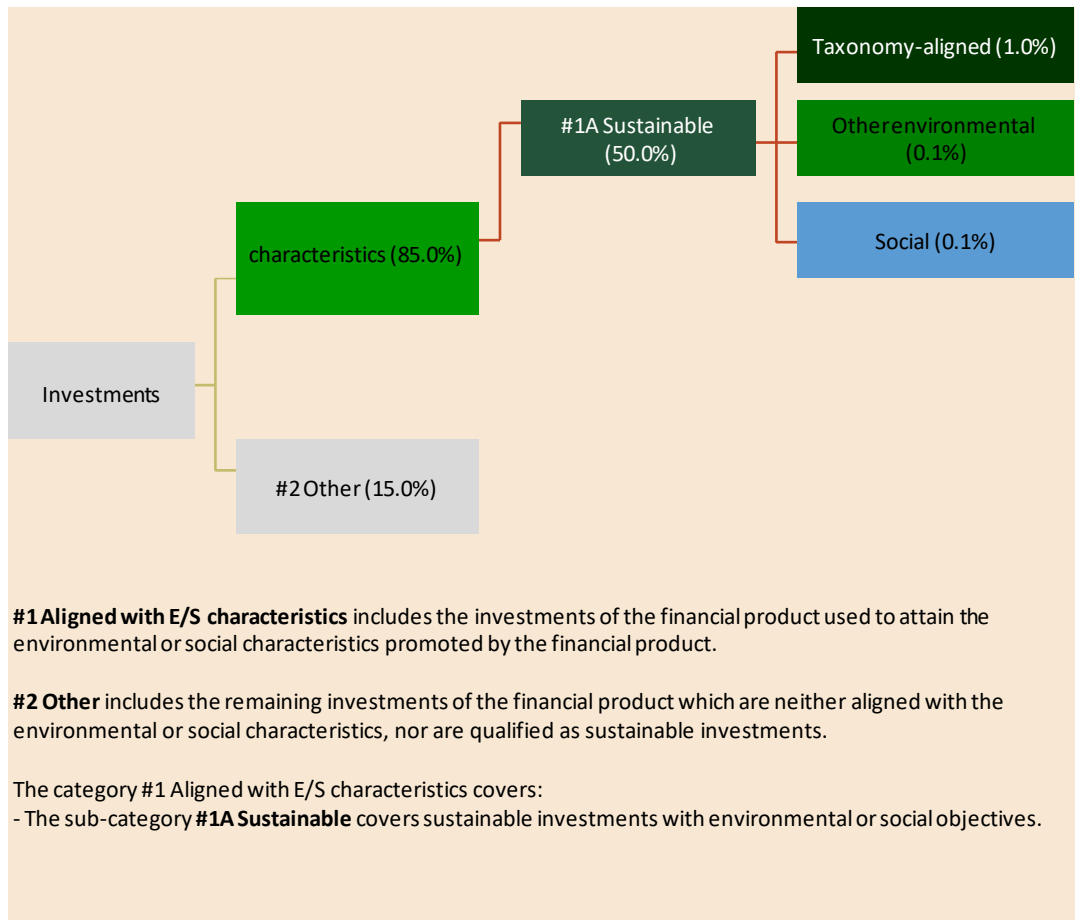 Taxonomy-aligned (1.0%)
#1A Sustainable
(50.0%)
Other environmental
(0.1%)
characteristics (85.0%)
Social (0.1%)
Investments
#2 Other (15.0%)
#1 Aligned with E/S characteristics includes the investments of the financial product used to attain the
environmental or social characteristics promoted by the financial product.
#2 Other includes the remaining investments of the financial product which are neither aligned with the
environmental or social characteristics, nor are qualified as sustainable investments.
The category #1 Aligned with E/S characteristics covers:
- The sub-category #1A Sustainable covers sustainable investments with environmental or social objectives.